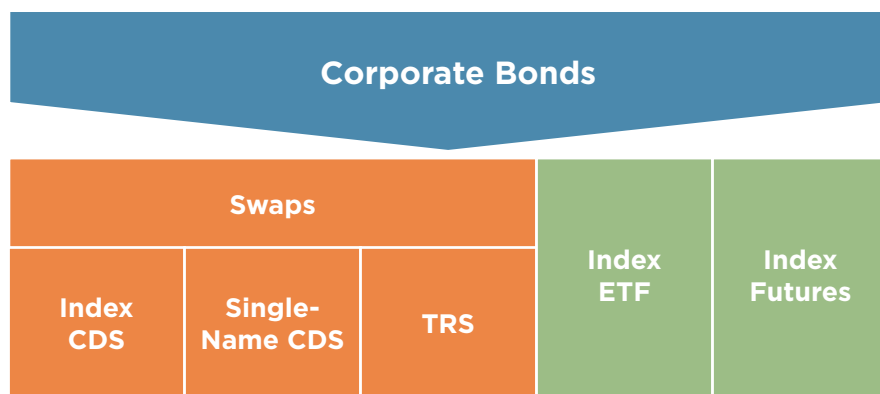 Corporate Bonds
Swaps
Index
CDS
Single-
Name CDS
TRS
Index
ETF
Index
Futures